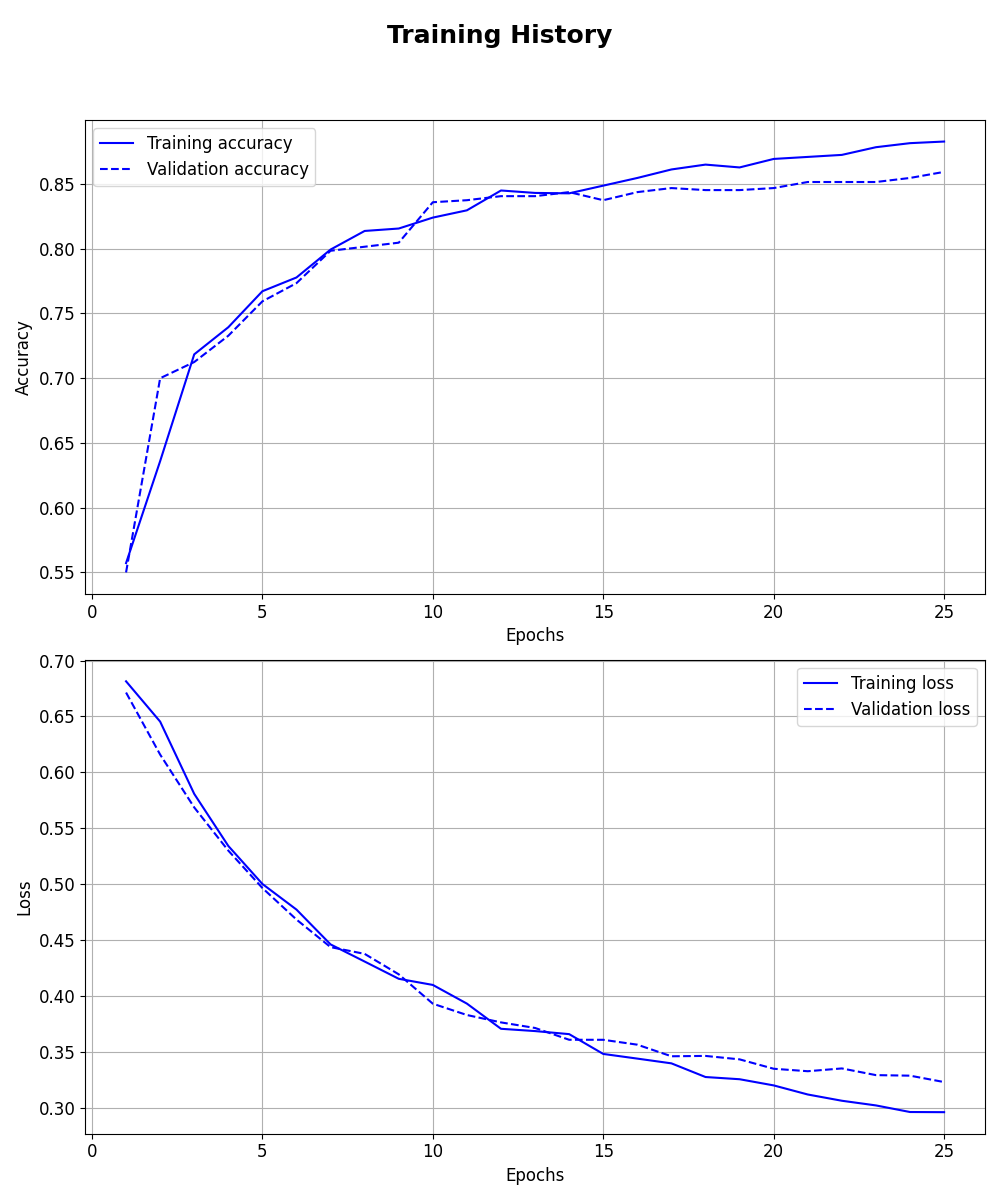 Training History
Training accuracy
Validation accuracy
0.85
0.80
0.75
0.70
0.65
0.60
0.55
Accuracy
0 5 10 15 20 25
Epochs
Training loss
Validation loss
0.70
0.65
0.60
0.55
0.50
0.45
0.40
0.35
0.30
Loss
0 5 10 15 20 25
Epochs